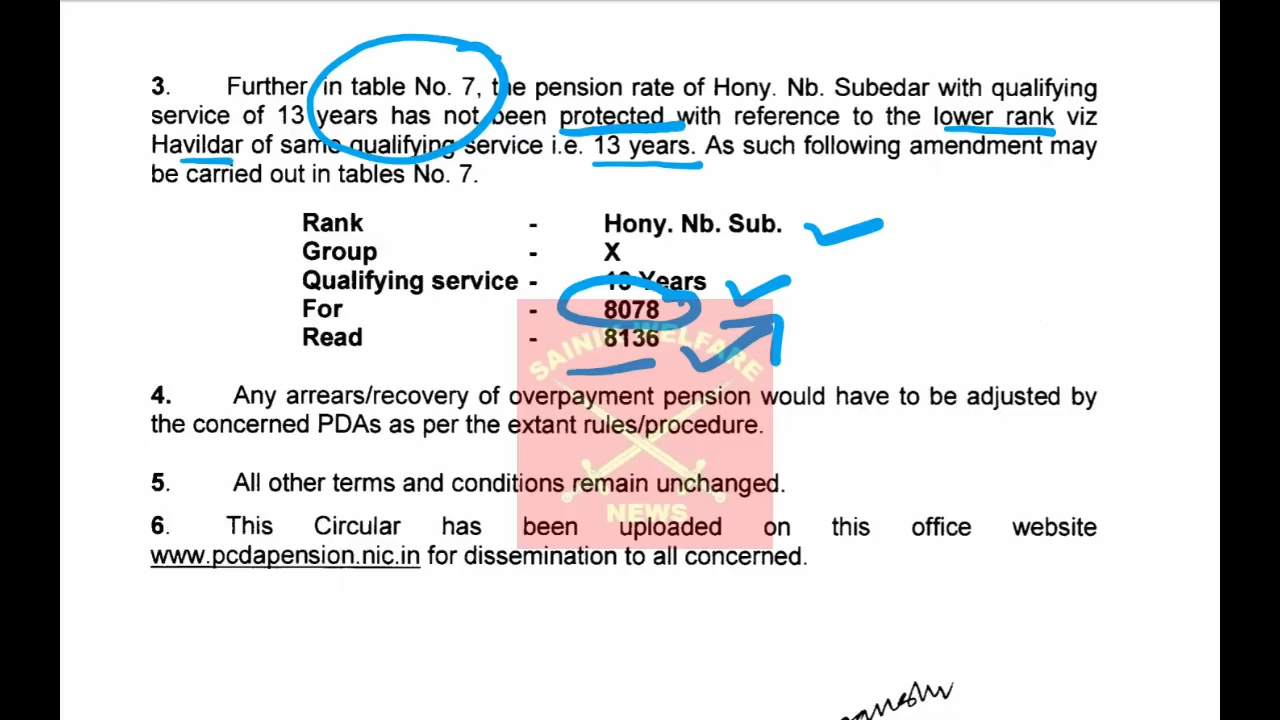 3. Further in table No. 7, the pension rate of Hony. Nb. Subedar with qualifying
service of 13 years has not been protected with reference to the lower rank viz
Havildar of same qualifying service i.e. 13 years. As such following amendment may
be carried out in tables No. 7.
Rank - Hony. Nb. Sub.
Group - X
Qualifying service - 13 Years
For - 8078
Read - 8136
SAINIK WELFARE
4. Any arrears/recovery of overpayment pension would have to be adjusted by
the concerned PDAs as per the extant rules/procedure.
5. All other terms and conditions remain unchanged.
NEWS
6. This Circular has been uploaded on this office website
www.pcdapension.nic.in for dissemination to all concerned.